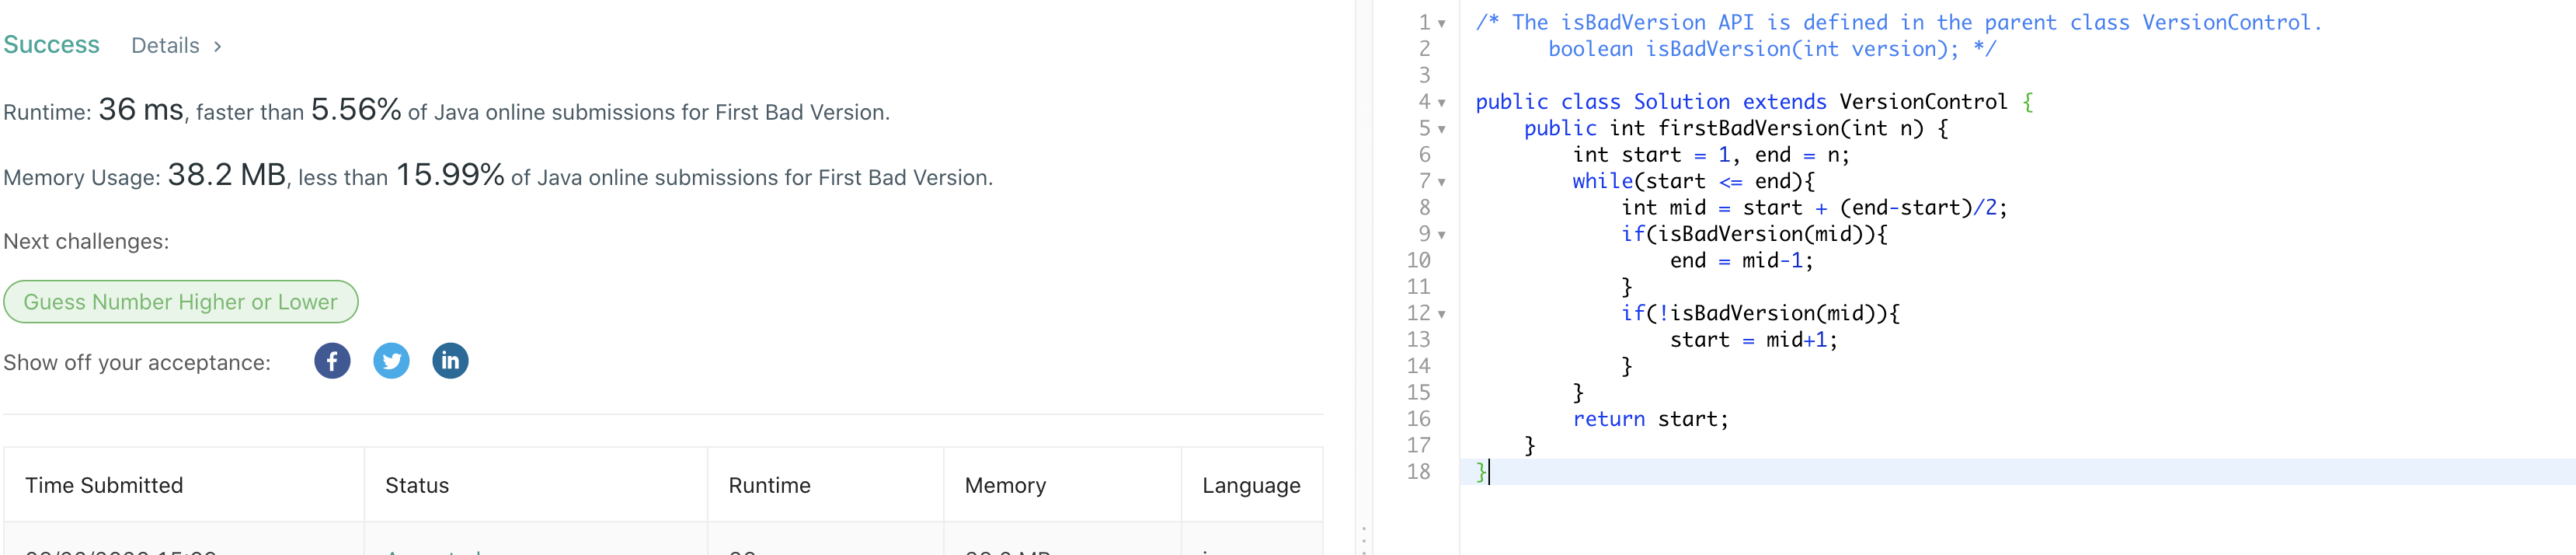 Success Details >
Runtime: 36 ms, faster than 5.56% of Java online submissions for First Bad Version.
Memory Usage: 38.2 MB, less than 15.99% of Java online submissions for First Bad Version.
Next challenges:
Guess Number Higher or Lower
Show off your acceptance:
Time Submitted Status Runtime Memory Language
1 /* The isBadVersion API is defined in the parent class VersionControl.
2 boolean isBadVersion(int version); */
3
4 public class Solution extends VersionControl {
5 public int firstBadVersion(int n) {
6 int start = 1, end = n;
7 while(start <= end){
8 int mid = start + (end-start)/2;
9 if(isBadVersion(mid)){
10 end = mid-1;
11 }
12 if(!isBadVersion(mid)){
13 start = mid+1;
14 }
15 }
16 return start;
17 }
18 }